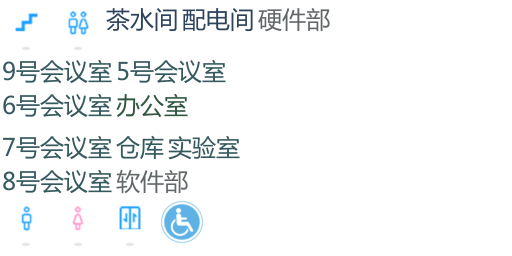 茶水间 配电间 硬件部
9号会议室 5号会议室
6号会议室 办公室
7号会议室 仓库 实验室
8号会议室 软件部